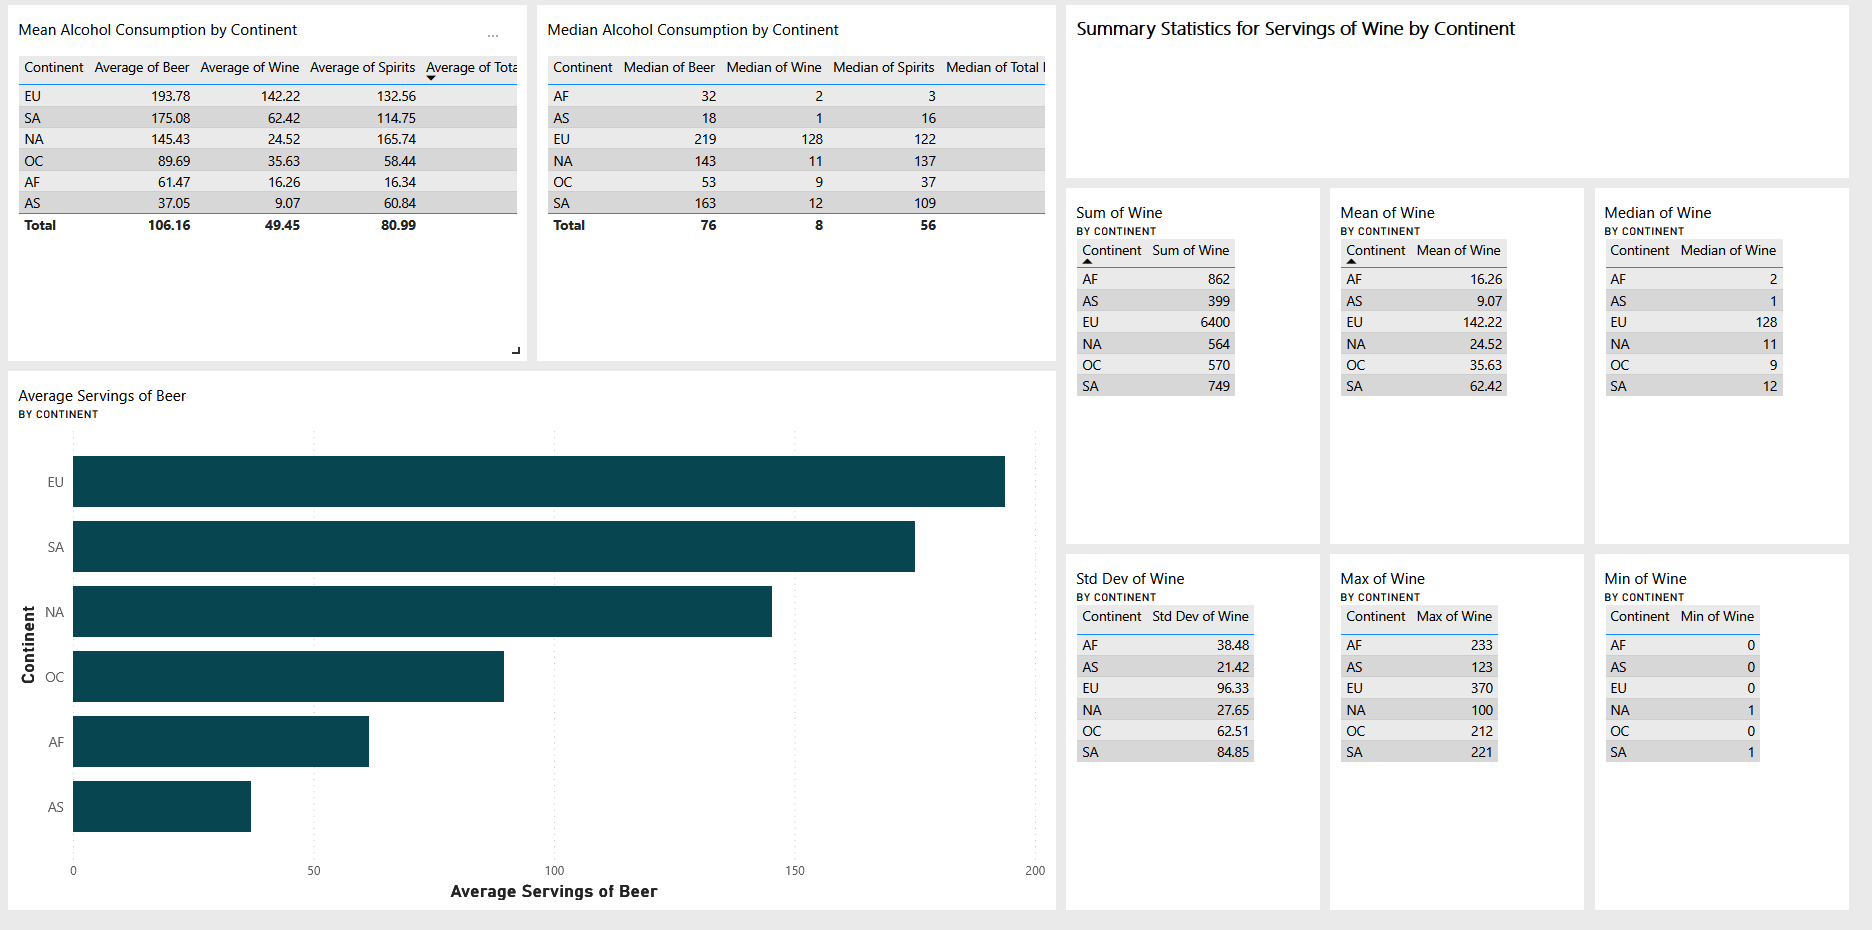 Mean Alcohol Consumption by Continent
...
Continent Average of Beer Average of Wine Average of Spirits Average of Tota
EU 193.78 142.22 132.56
SA 175.08 62.42 114.75
NA 145.43 24.52 165.74
OC 89.69 35.63 58.44
AF 61.47 16.26 16.34
AS 37.05 9.07 60.84
Total 106.16 49.45 80.99
Median Alcohol Consumption by Continent
Continent Median of Beer Median of Wine Median of Spirits Median of Total
AF 32 2 3
AS 18 1 16
EU 219 128 122
NA 143 11 137
OC 53 9 37
SA 163 12 109
Total 76 8 56
Average Servings of Beer
BY CONTINENT
Continent
EU
SA
NA
OC
AF
AS
0 50 100 150 200
Average Servings of Beer
Summary Statistics for Servings of Wine by Continent
Sum of Wine
BY CONTINENT
Continent Sum of Wine
AF 862
AS 399
EU 6400
NA 564
OC 570
SA 749
Mean of Wine
BY CONTINENT
Continent Mean of Wine
AF 16.26
AS 9.07
EU 142.22
NA 24.52
OC 35.63
SA 62.42
Median of Wine
BY CONTINENT
Continent Median of Wine
AF 2
AS 1
EU 128
NA 11
OC 9
SA 12
Std Dev of Wine
BY CONTINENT
Continent Std Dev of Wine
AF 38.48
AS 21.42
EU 96.33
NA 27.65
OC 62.51
SA 84.85
Max of Wine
BY CONTINENT
Continent Max of Wine
AF 233
AS 123
EU 370
NA 100
OC 212
SA 221
Min of Wine
BY CONTINENT
Continent Min of Wine
AF 0
AS 0
EU 0
NA 1
OC 0
SA 1